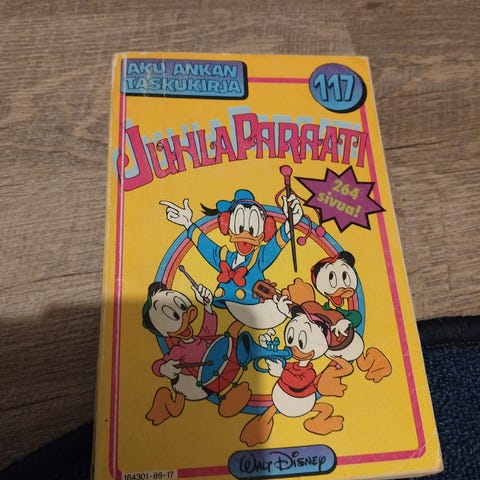 AKU ANKAN
TASKUKIRJA
117
JUHLAPARAATI
264
sivua!
WALT DISNEY
164301-89-17